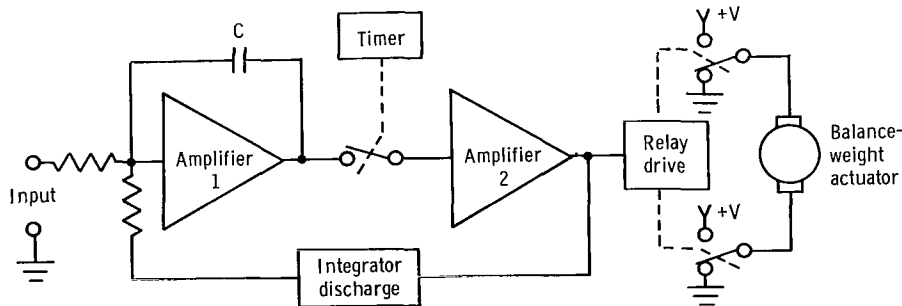 C
Timer
+V
Amplifier
1
Amplifier
2
Relay
drive
Balance-
weight
actuator
Input
+V
Integrator
discharge